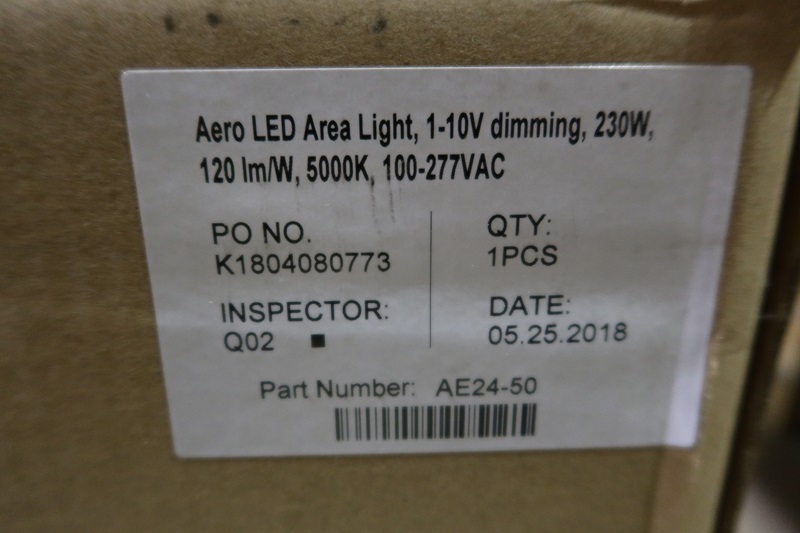 Aero LED Area Light, 1-10V dimming, 230W,
120 lm/W, 5000K, 100-277VAC
PO NO.
K1804080773
QTY:
1PCS
INSPECTOR:
Q02 ■
DATE:
05.25.2018
Part Number: AE24-50